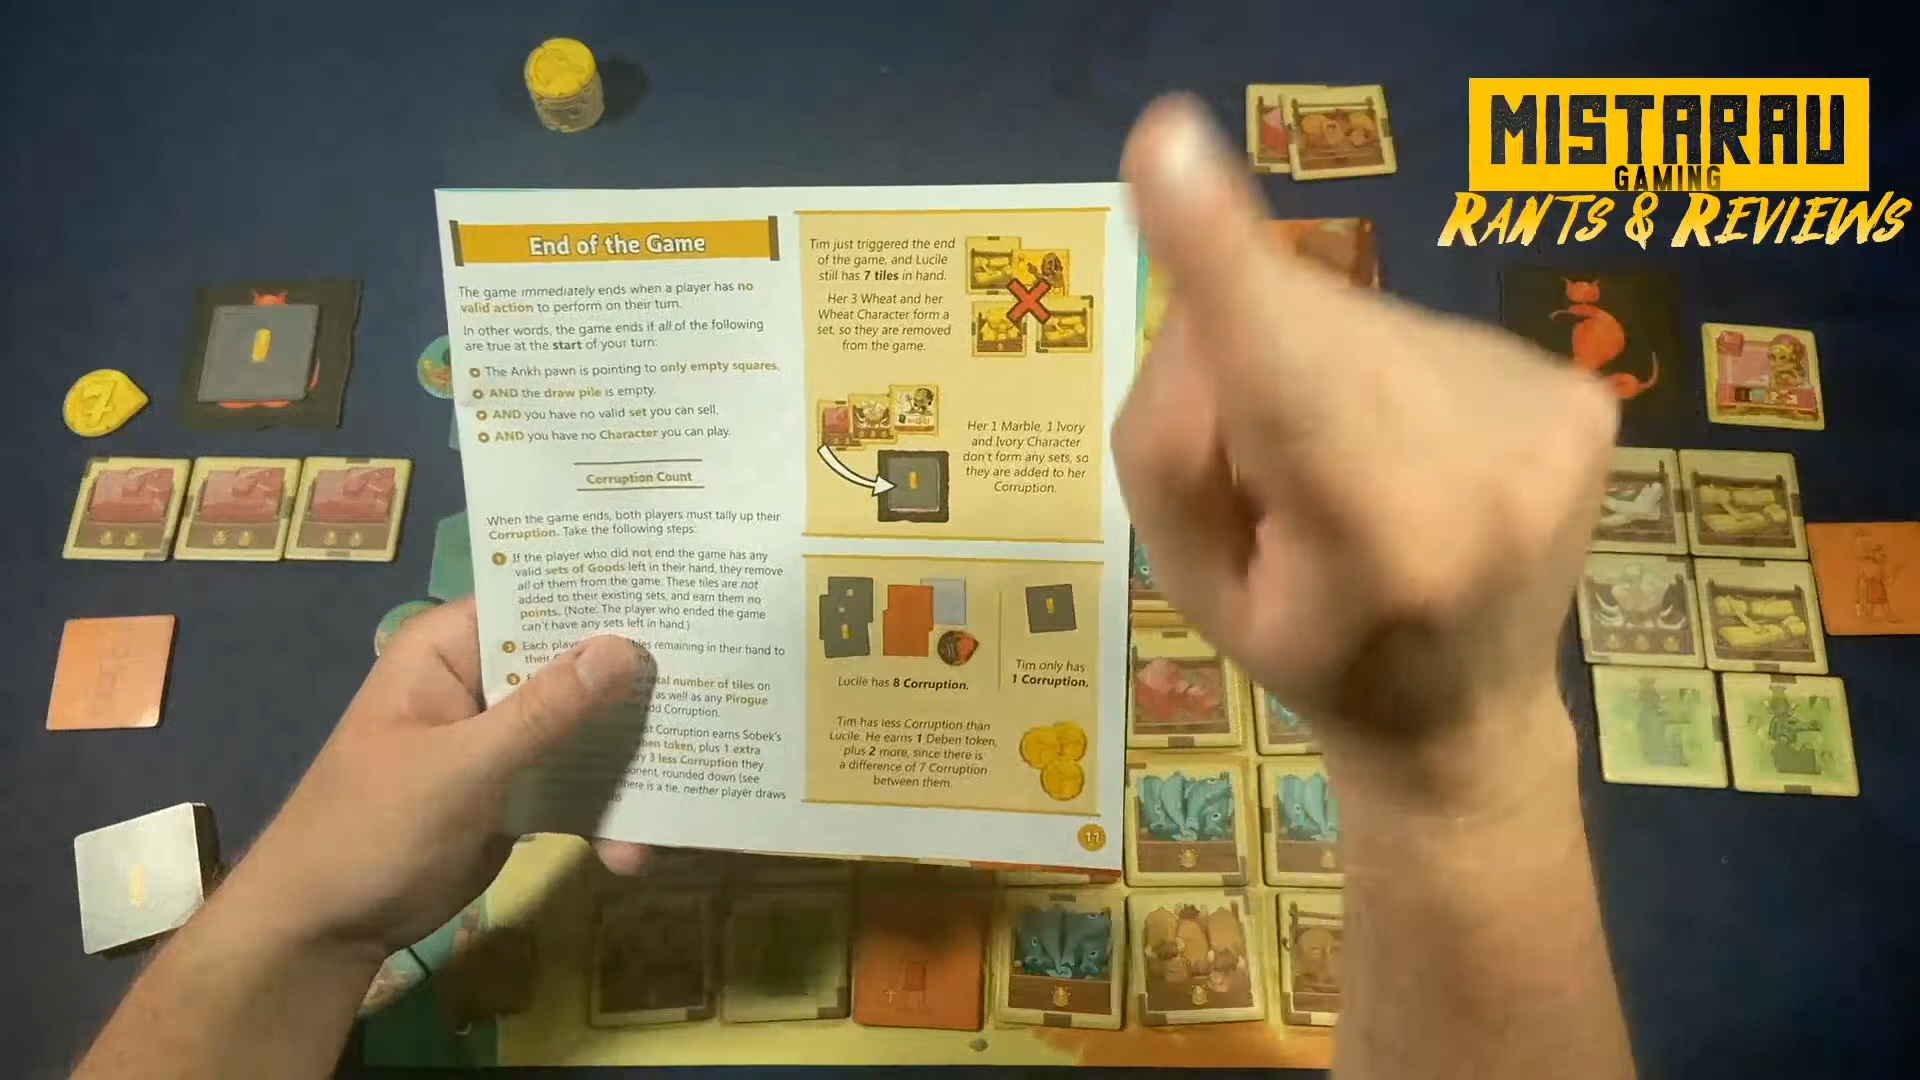 MISTARAU
GAMING
RANTS & REVIEWS
End of the Game
The game immediately ends when a player has no
valid action to perform on their turn.
In other words, the game ends if all of the following
are true at the start of your turn:
The Ankh pawn is pointing to only empty squares,
AND the draw pile is empty.
AND you have no valid set you can sell.
AND you have no Character you can play.
Corruption Count
When the game ends, both players must tally up their
Corruption. Take the following steps:
1 If the player who did not end the game has any
valid sets of Goods left in their hand, they remove
all of them from the game. These tiles are not
added to their existing sets, and earn them no
points. (Note: The player who ended the game
can't have any sets left in hand.)
2 Each remaining in their hand to
their
3 number of tiles on
as well as any Pirogue
add Corruption.
Corruption earns Sobek's
token, plus 1 extra
3 less Corruption they
rounded down (see
there is a tie, neither player draws
Tim just triggered the end
of the game, and Lucile
still has 7 tiles in hand.
Her 3 Wheat and her
Wheat Character form a
set, so they are removed
from the game.
Her 1 Marble, 1 Ivory
and Ivory Character
don't form any sets, so
they are added to her
Corruption.
Lucile has 8 Corruption.
Tim only has
1 Corruption.
Tim has less Corruption than
Lucile. He earns 1 Deben token,
plus 2 more, since there is
a difference of 7 Corruption
between them.
11
7